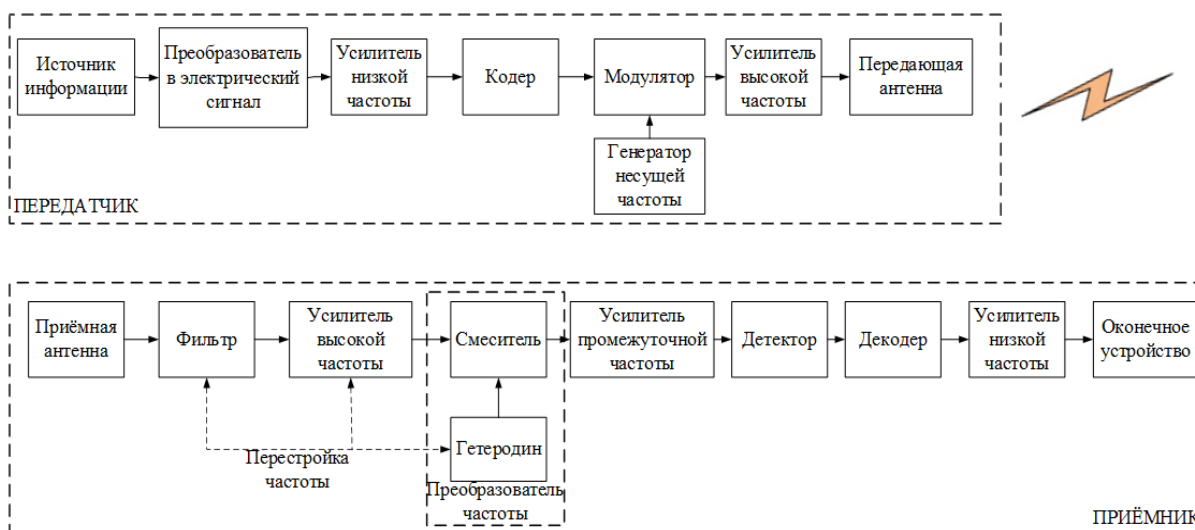 Источник
информации
Преобразователь
в электрический
сигнал
Усилитель
низкой
частоты
Кодер
Модулятор
Усилитель
высокой
частоты
Передающая
антенна
Генератор
несущей
частоты
ПЕРЕДАТЧИК
Приёмная
антенна
Фильтр
Усилитель
высокой
частоты
Смеситель
Усилитель
промежуточной
частоты
Детектор
Декодер
Усилитель
низкой
частоты
Оконечное
устройство
Гетеродин
Перестройка
частоты
Преобразователь
частоты
ПРИЁМНИК